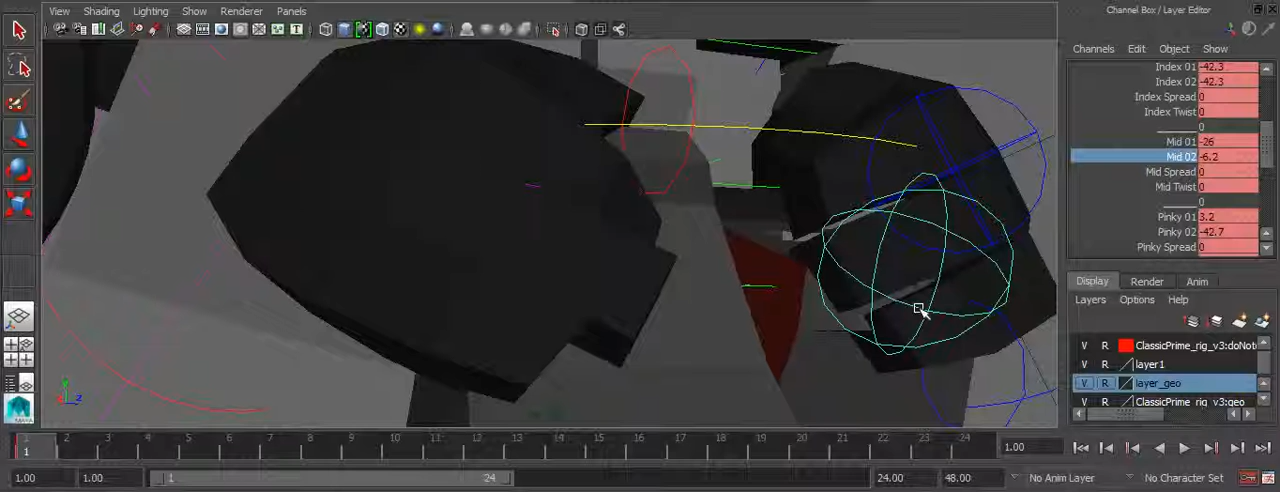 View Shading Lighting Show Renderer Panels
Channel Box / Layer Editor
Channels Edit Object Show
Index 01 -42.3
Index 02 -42.3
Index Spread 0
Index Twist 0
0
Mid 01 -26
Mid 02 -6.2
Mid Spread 0
Mid Twist 0
0
Pinky 01 3.2
Pinky 02 -42.7
Pinky Spread 0
Display Render Anim
Layers Options Help
V R ClassicPrime_rig_v3:doNot
V R layer1
V R layer_geo
V R ClassicPrime_rig_v3:geo
y
z
T
1 2 3 4 5 6 7 8 9 10 11 12 13 14 15 16 17 18 19 20 21 22 23 24
1
1.00
1.00 1.00 1 24 24.00 48.00 No Anim Layer No Character Set